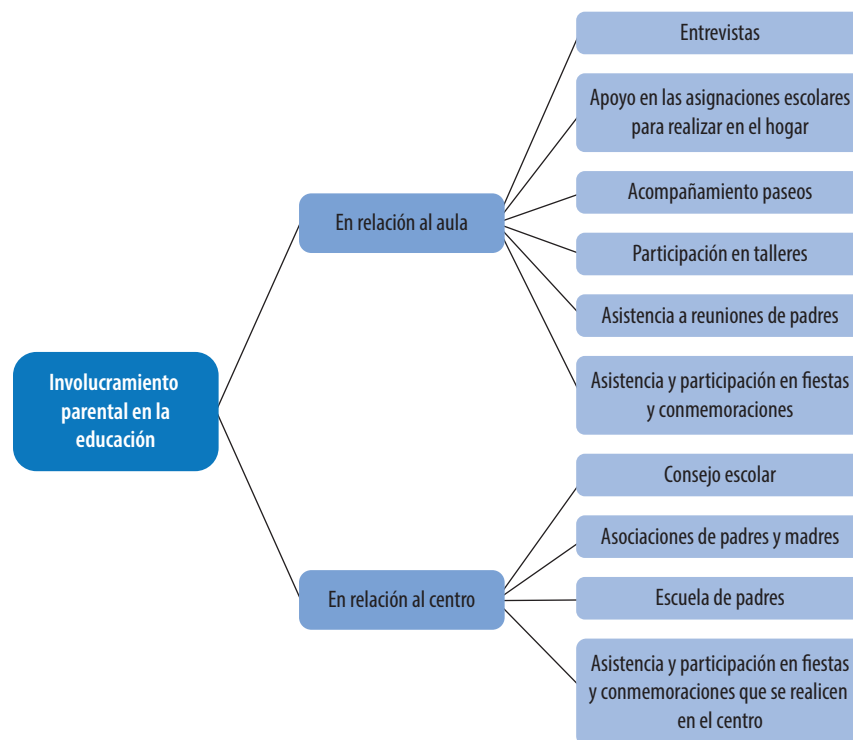 Involucramiento
parental en la
educación
En relación al aula
Entrevistas
Apoyo en las asignaciones escolares
para realizar en el hogar
Acompañamiento paseos
Participación en talleres
Asistencia a reuniones de padres
Asistencia y participación en fiestas
y conmemoraciones
En relación al centro
Consejo escolar
Asociaciones de padres y madres
Escuela de padres
Asistencia y participación en fiestas
y conmemoraciones que se realicen
en el centro